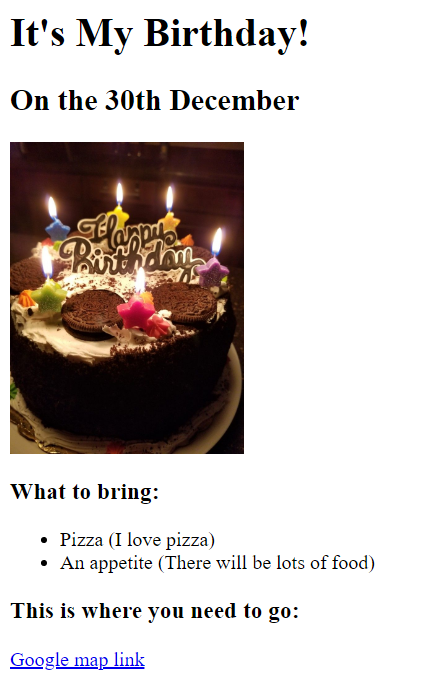 It's My Birthday!
On the 30th December
Happy
Birthday
What to bring:
Pizza (I love pizza)
An appetite (There will be lots of food)
This is where you need to go:
Google map link